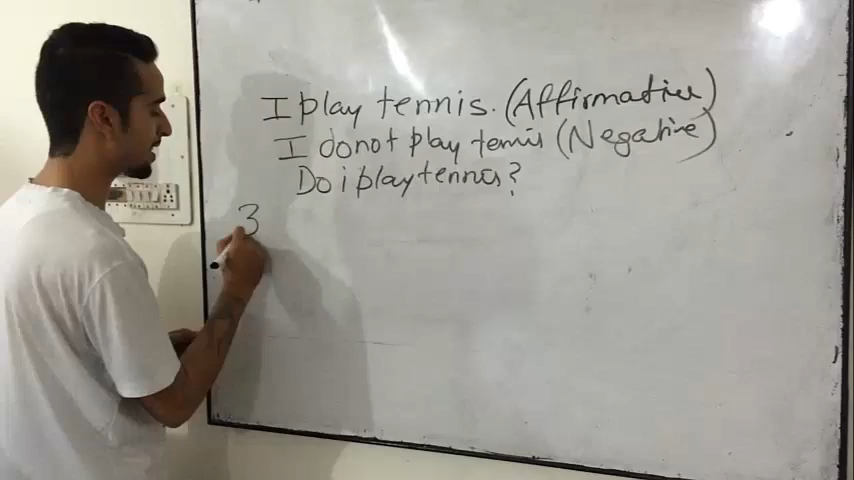 I play tennis. (Affirmative)
I donot play tennis (Negative)
Do i play tennis?
3